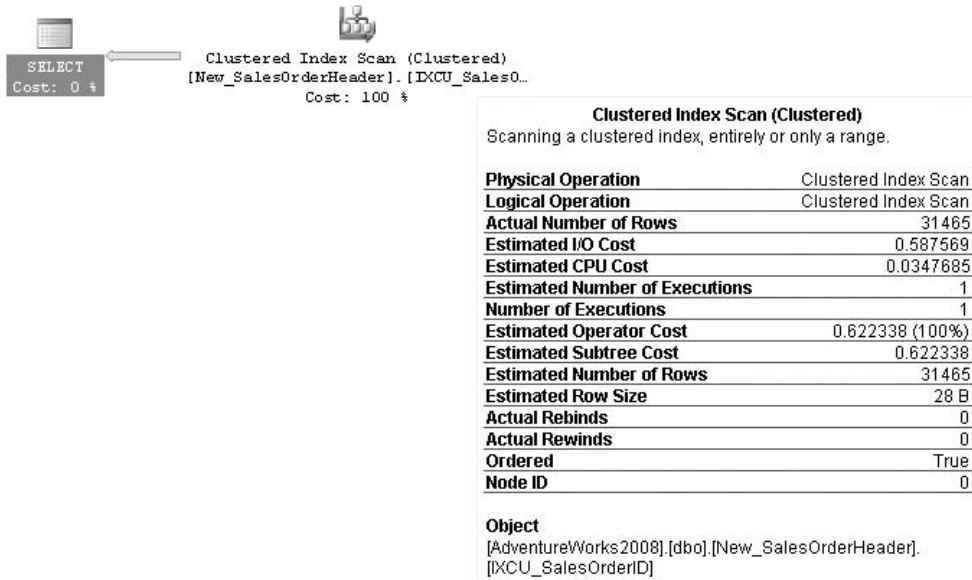 SELECT
Cost: 0 %
Clustered Index Scan (Clustered)
[New_SalesOrderHeader].[IXCU_SalesO…
Cost: 100 %
Clustered Index Scan (Clustered)
Scanning a clustered index, entirely or only a range.
Physical Operation Clustered Index Scan
Logical Operation Clustered Index Scan
Actual Number of Rows 31465
Estimated I/O Cost 0.587569
Estimated CPU Cost 0.0347685
Estimated Number of Executions 1
Number of Executions 1
Estimated Operator Cost 0.622338 (100%)
Estimated Subtree Cost 0.622338
Estimated Number of Rows 31465
Estimated Row Size 28 B
Actual Rebinds 0
Actual Rewinds 0
Ordered True
Node ID 0
Object
[AdventureWorks2008].[dbo].[New_SalesOrderHeader].
[IXCU_SalesOrderID]